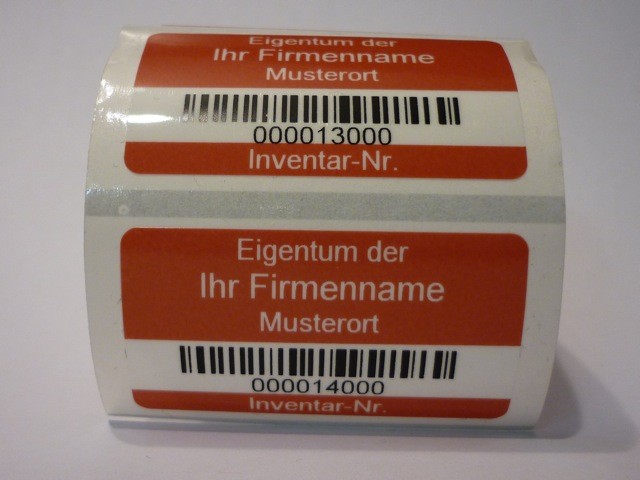 Eigentum der
Ihr Firmenname
Musterort
000013000
Inventar-Nr.
Eigentum der
Ihr Firmenname
Musterort
000014000
Inventar-Nr.